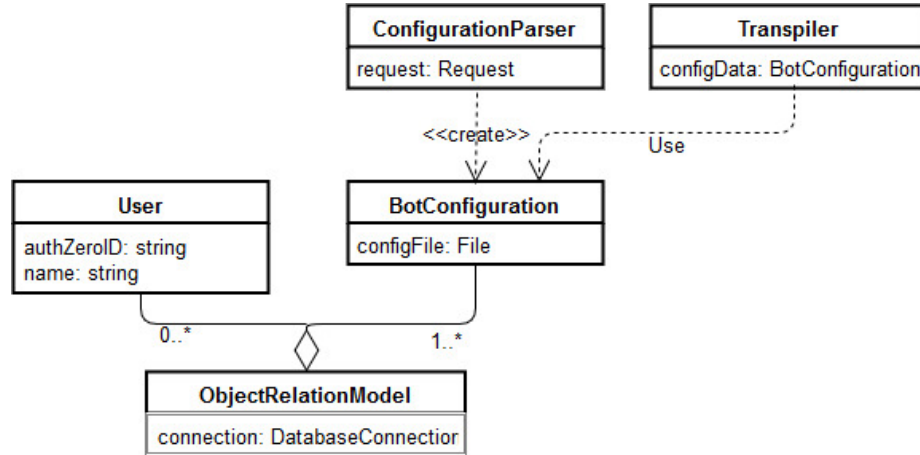 ConfigurationParser
request: Request
Transpiler
configData: BotConfiguration
<<create>>
Use
User
authZeroID: string
name: string
BotConfiguration
configFile: File
0..*
1..*
ObjectRelationModel
connection: DatabaseConnectior